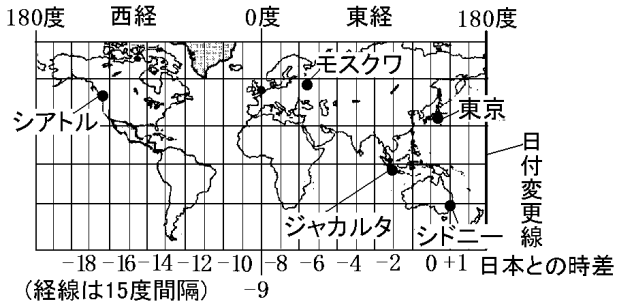 180度 西経 0度 東経 180度
モスクワ
シアトル
東京
日付変更線
ジャカルタ
シドニー
−18 −16 −14 −12 −10 −8 −6 −4 −2 0 +1 日本との時差
(経線は15度間隔) −9